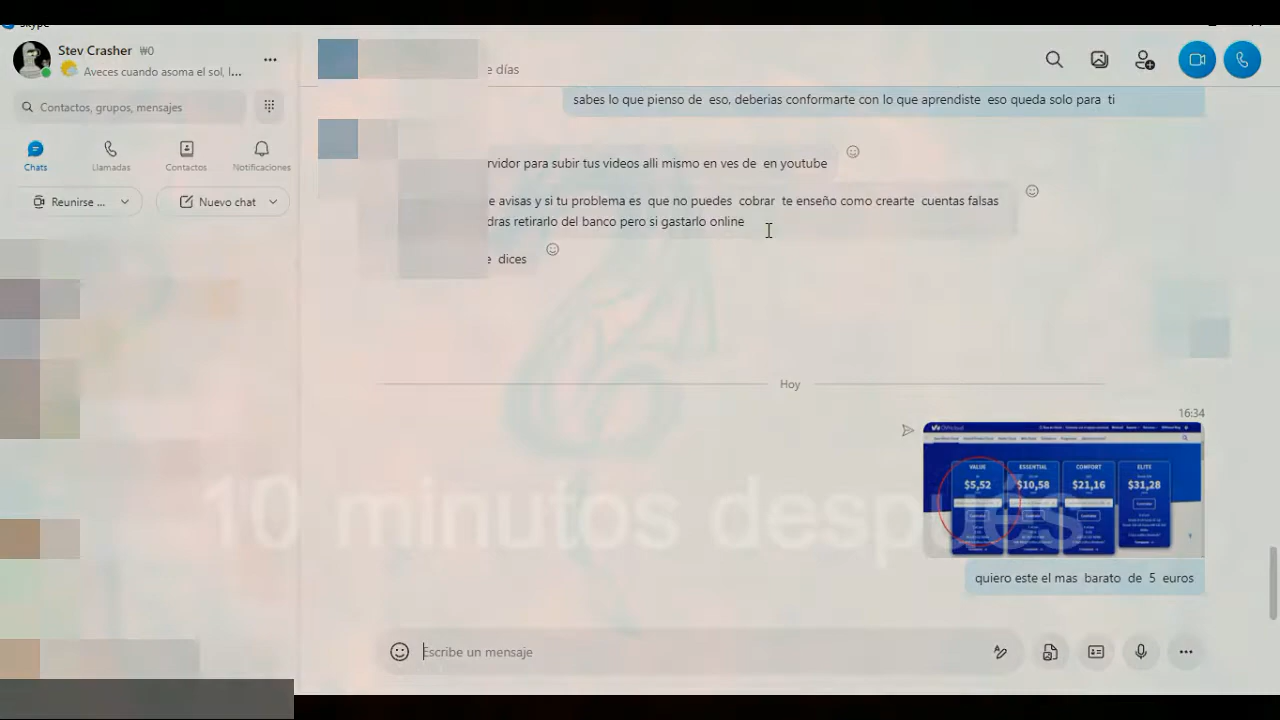 Skype
Stev Crasher ₩0
Aveces cuando asoma el sol, l...
Contactos, grupos, mensajes
Chats
Llamadas
Contactos
Notificaciones
Reunirse ...
Nuevo chat
e días
sabes lo que pienso de eso, deberias conformarte con lo que aprendiste eso queda solo para ti
rvidor para subir tus videos alli mismo en ves de en youtube
e avisas y si tu problema es que no puedes cobrar te enseño como crearte cuentas falsas
dras retirarlo del banco pero si gastarlo online
e dices
Hoy
16:34
OVHcloud
VALUE ESSENTIAL COMFORT ELITE
$5,52 $10,58 $21,16 $31,28
10 minutos después
quiero este el mas barato de 5 euros
Escribe un mensaje